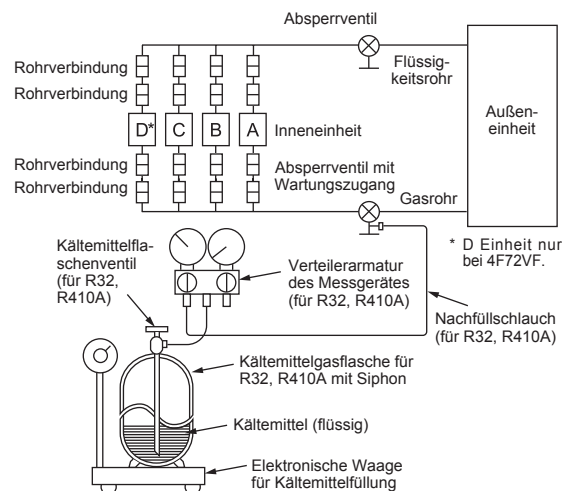 Absperrventil
Rohrverbindung
Rohrverbindung
Flüssig-
keitsrohr
Außen-
einheit
D*
C
B
A
Inneneinheit
Rohrverbindung
Rohrverbindung
Absperrventil mit
Wartungszugang
Gasrohr
* D Einheit nur
bei 4F72VF.
Kältemittelfla-
schenventil
(für R32,
R410A)
Verteilerarmatur
des Messgerätes
(für R32, R410A)
Nachfüllschlauch
(für R32, R410A)
Kältemittelgasflasche für
R32, R410A mit Siphon
Kältemittel (flüssig)
Elektronische Waage
für Kältemittelfüllung